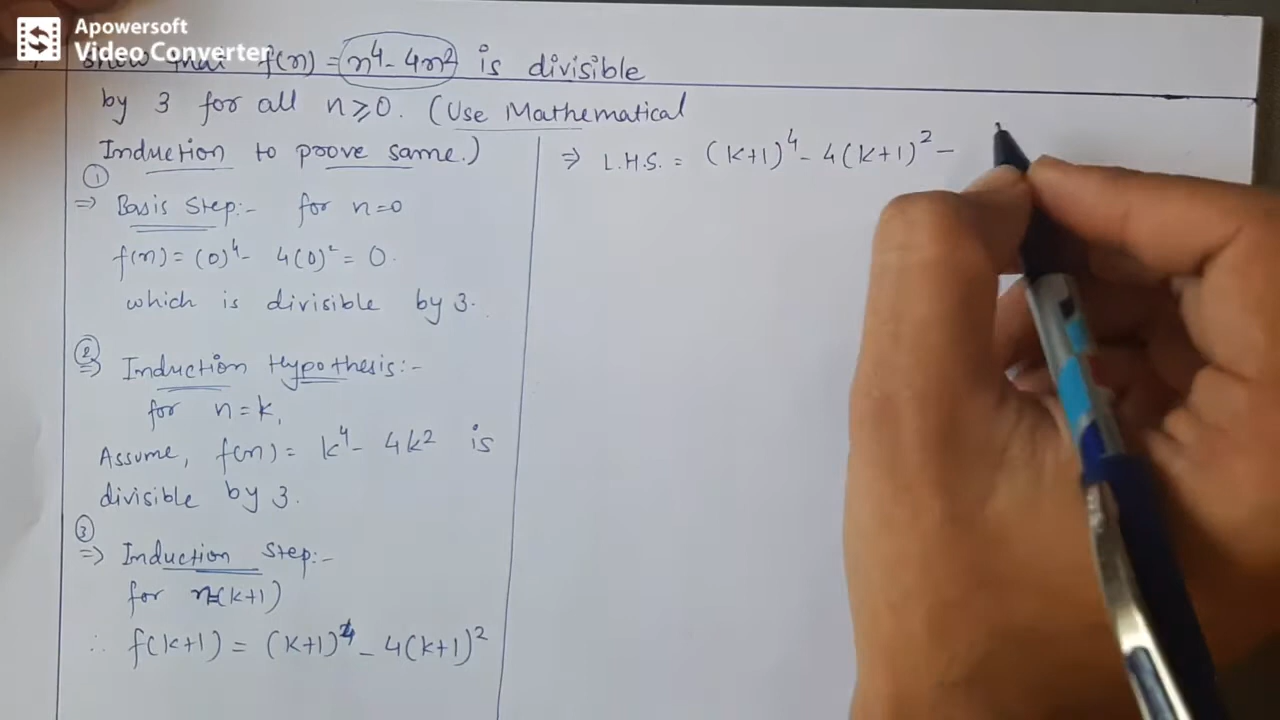 Apowersoft
Video Converter
Show that f(n) = n⁴ - 4n² is divisible
by 3 for all n ≥ 0. (Use Mathematical
Induction to proove same.)
①
⇒ Basis Step:- for n=0
f(n) = (0)⁴ - 4(0)² = 0.
which is divisible by 3.
②
⇒ Induction Hypothesis:-
for n = k,
Assume, f(n) = k⁴ - 4k² is
divisible by 3.
③
⇒ Induction Step:-
for n=(k+1)
∴ f(k+1) = (k+1)⁴ - 4(k+1)²
⇒ L.H.S. = (k+1)⁴ - 4(k+1)² -